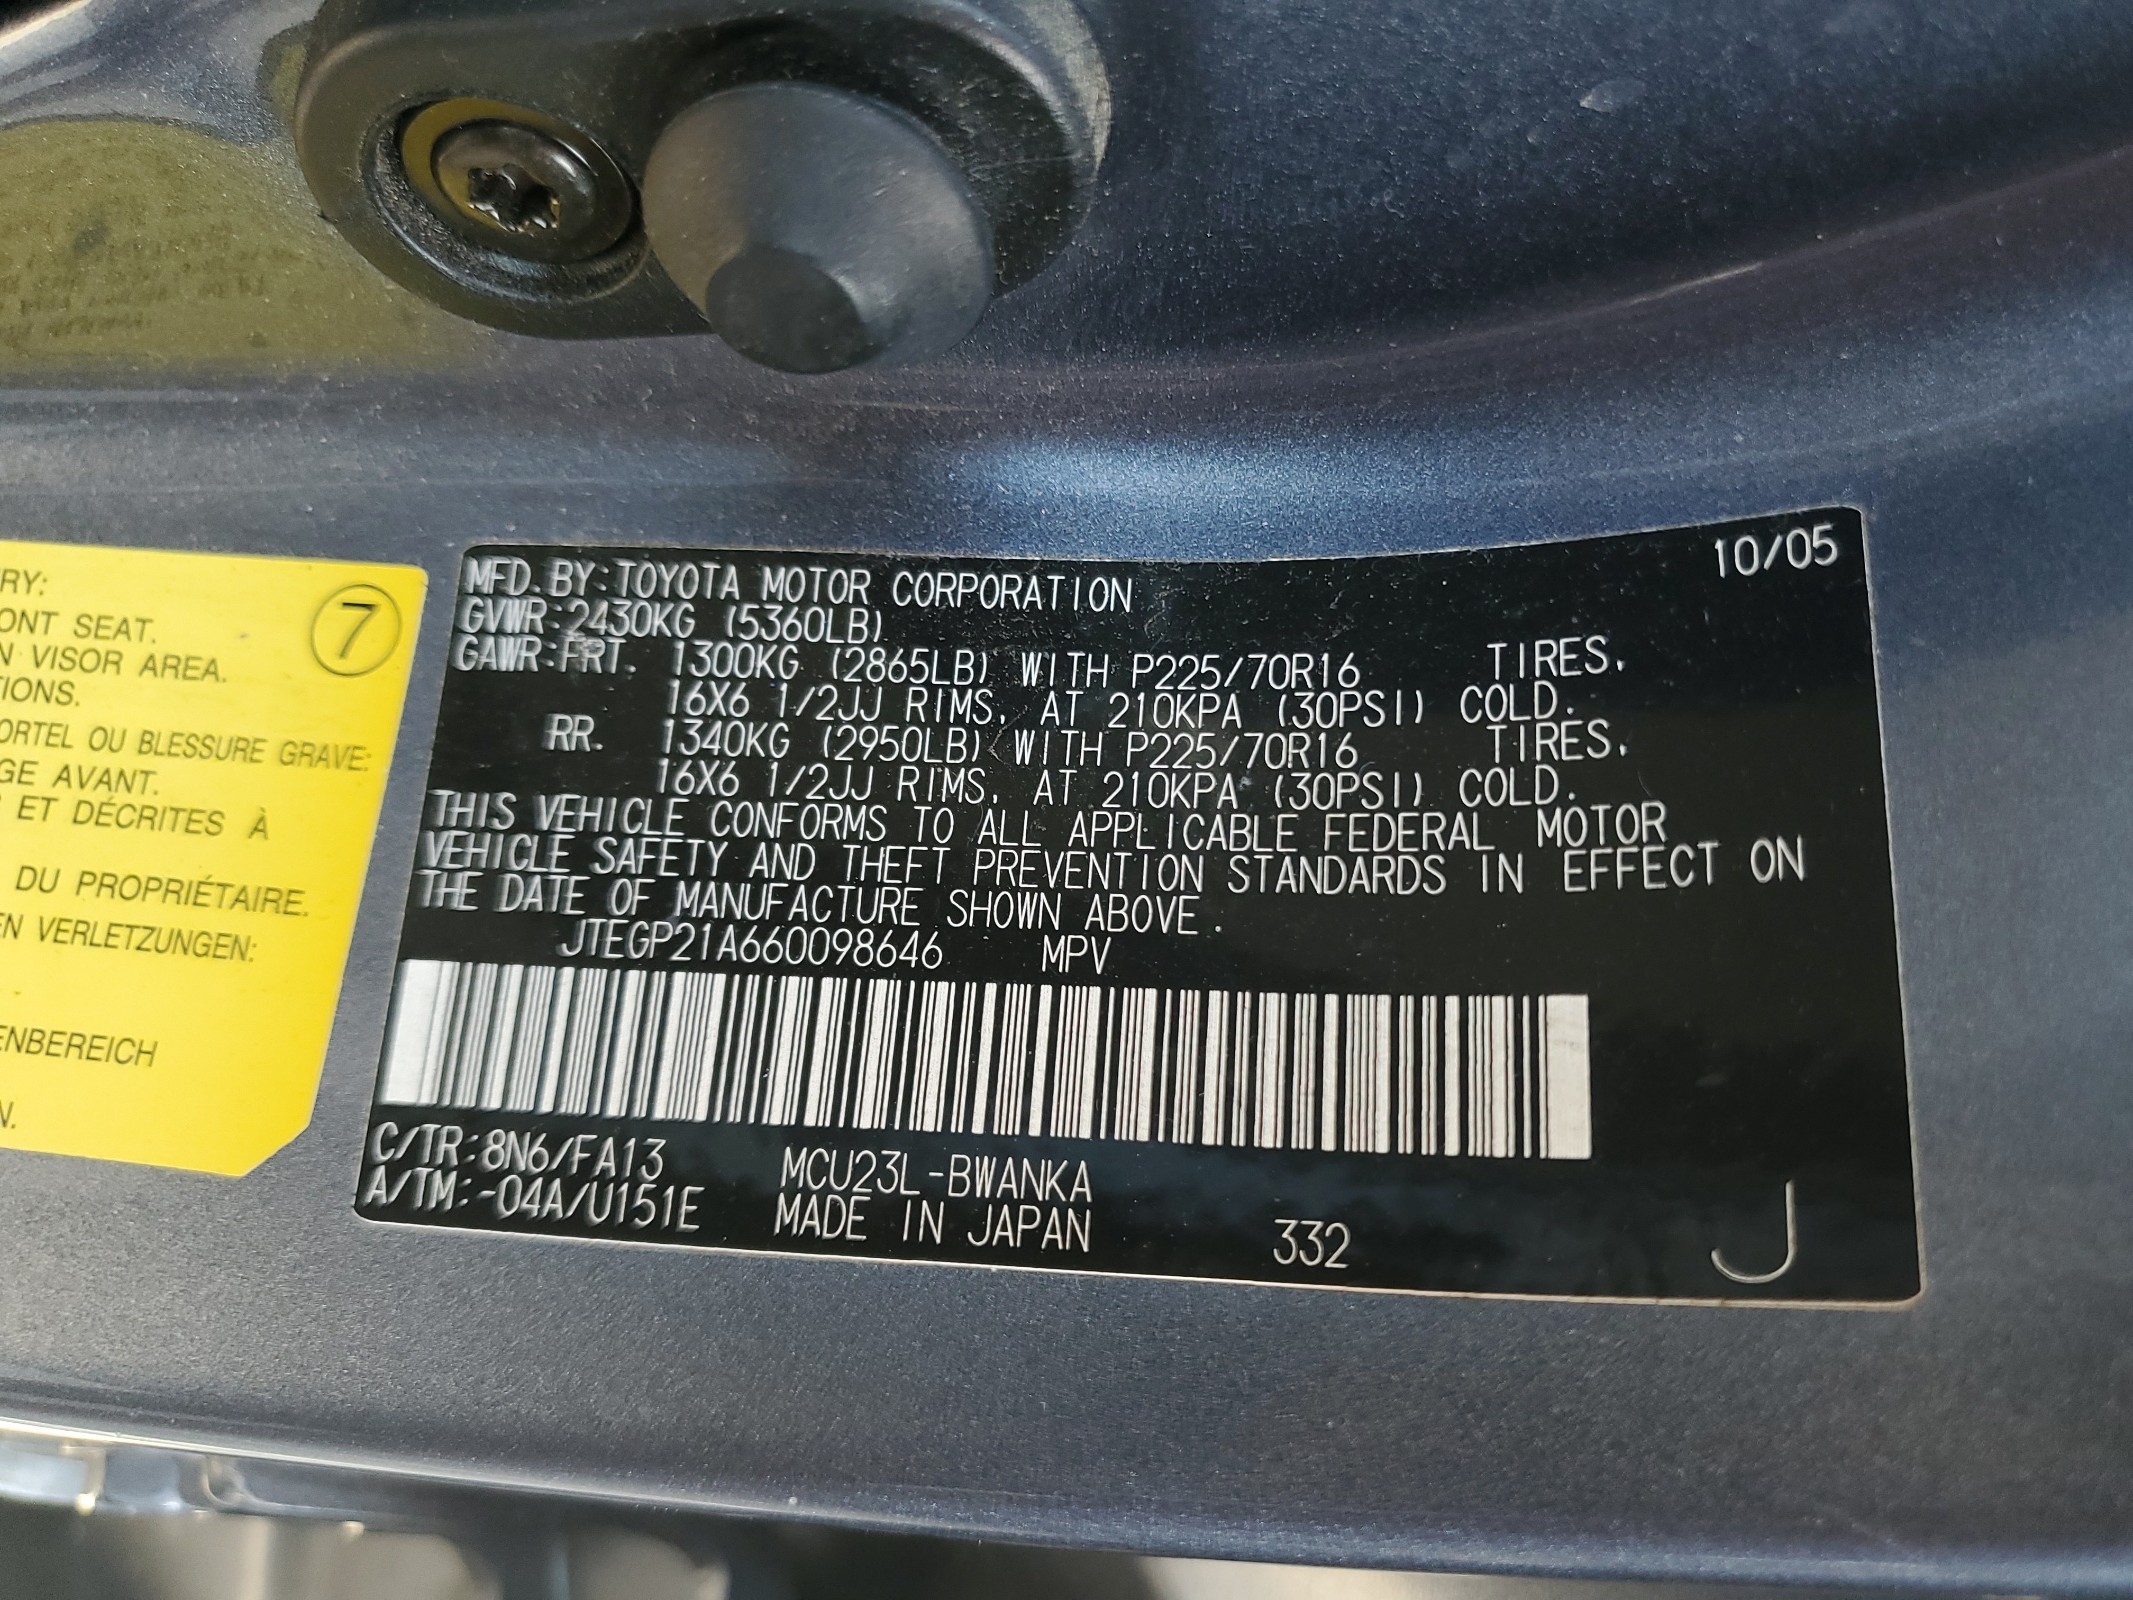 10/05
MFD. BY:TOYOTA MOTOR CORPORATION
GVWR:2430KG (5360LB)
GAWR:FRT. 1300KG (2865LB) WITH P225/70R16 TIRES.
16X6 1/2JJ RIMS, AT 210KPA (30PSI) COLD.
RR. 1340KG (2950LB) WITH P225/70R16 TIRES.
16X6 1/2JJ RIMS, AT 210KPA (30PSI) COLD.
THIS VEHICLE CONFORMS TO ALL APPLICABLE FEDERAL MOTOR
VEHICLE SAFETY AND THEFT PREVENTION STANDARDS IN EFFECT ON
THE DATE OF MANUFACTURE SHOWN ABOVE.
JTEGP21A660098646 MPV
C/TR:8N6/FA13 MCU23L-BWANKA
A/TM:-04A/U151E MADE IN JAPAN 332 J
RY:
7
ONT SEAT.
N VISOR AREA.
TIONS.
ORTEL OU BLESSURE GRAVE:
GE AVANT.
ET DÉCRITES À
DU PROPRIÉTAIRE.
EN VERLETZUNGEN:
ENBEREICH
N.